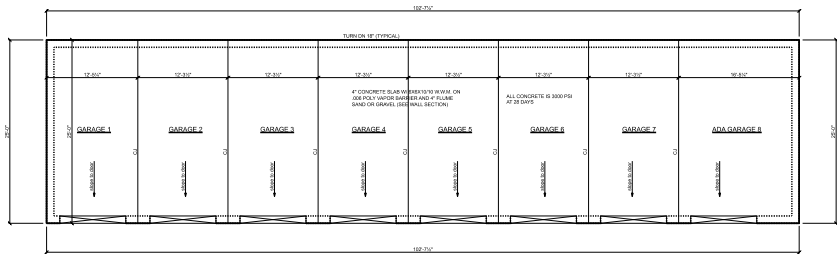 102'-7½"
TURN ON 18" (TYPICAL)
12'-5¼"
12'-3½"
12'-3½"
12'-3½"
12'-3½"
12'-3½"
12'-3½"
16'-5¼"
4" CONCRETE SLAB W/ 6X6X10/10 W.W.M. ON
.006 POLY VAPOR BARRIER AND 4" FLUME
SAND OR GRAVEL (SEE WALL SECTION)
ALL CONCRETE IS 3000 PSI
AT 28 DAYS
25'-0"
25'-0"
25'-0"
GARAGE 1
GARAGE 2
GARAGE 3
GARAGE 4
GARAGE 5
GARAGE 6
GARAGE 7
ADA GARAGE 8
CJ
CJ
CJ
CJ
CJ
CJ
CJ
slope to door
slope to door
slope to door
slope to door
slope to door
slope to door
slope to door
slope to door
102'-7½"